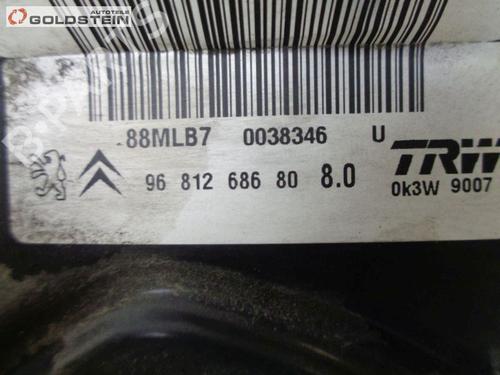 AUTOTEILE
GOLDSTEIN
88MLB7 0038346 U
96 812 686 80 8.0
TRW
0k3W 9007